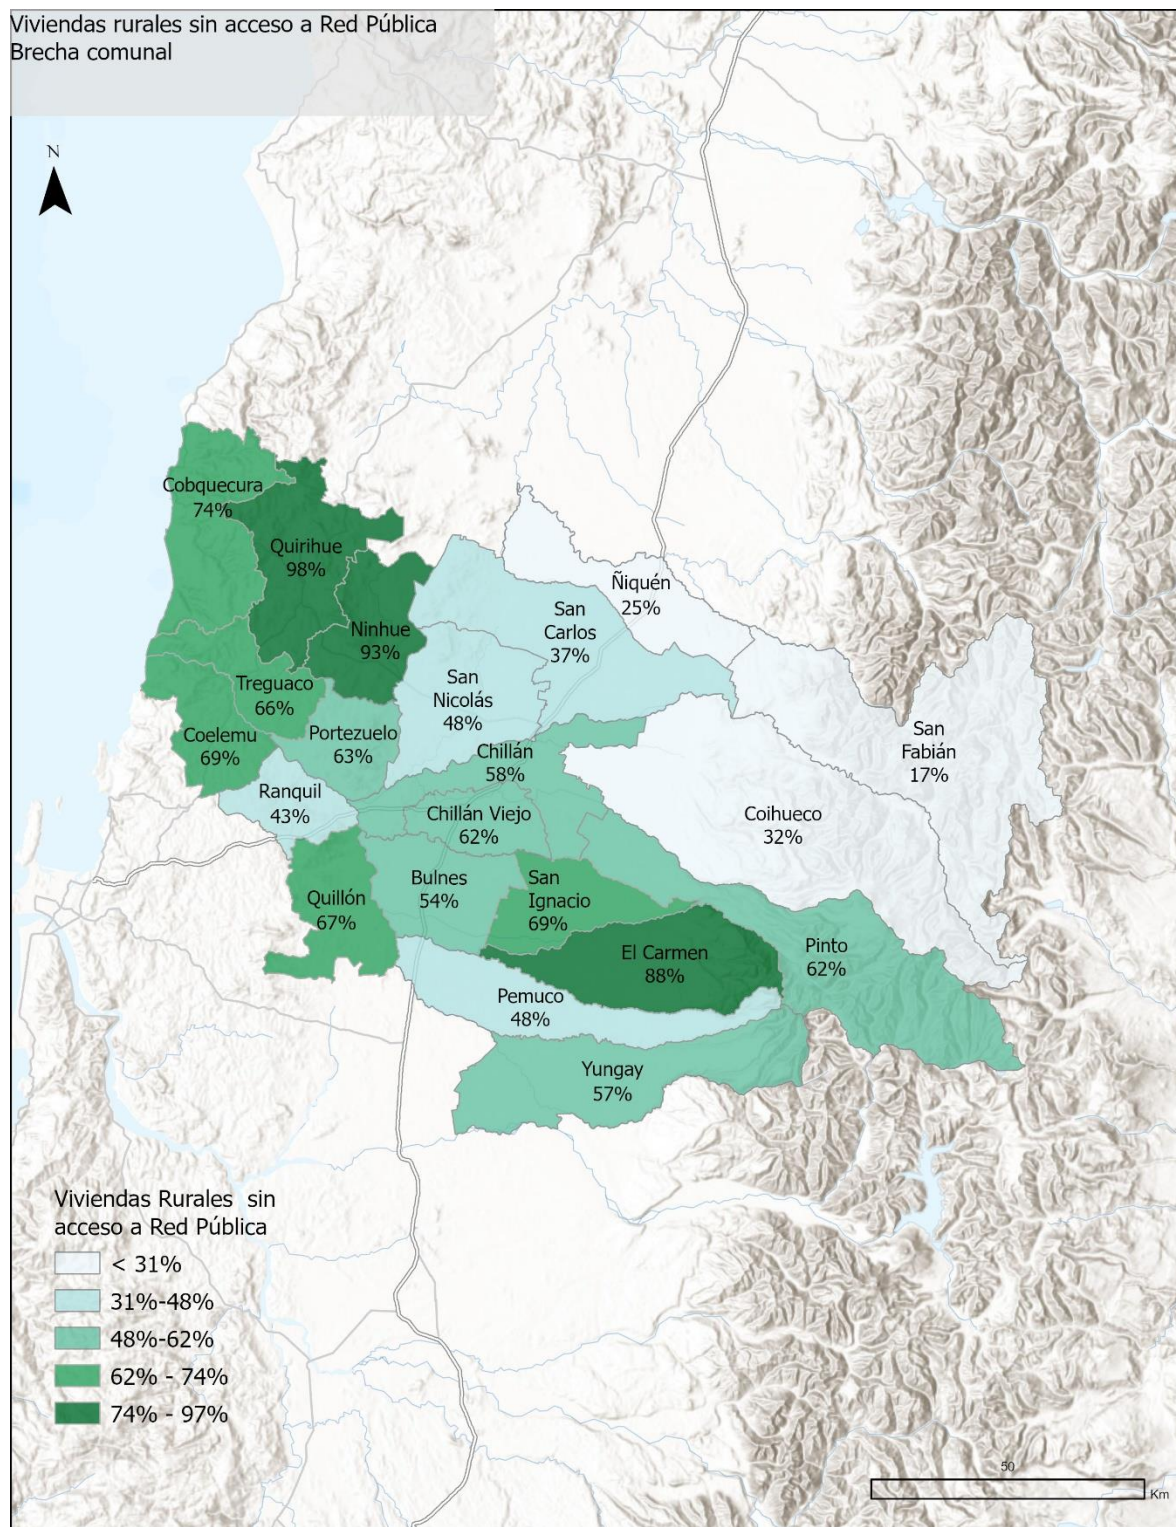 Viviendas rurales sin acceso a Red Pública
Brecha comunal
N
Cobquecura
74%
Quirihue
98%
Ninhue
93%
Ñiquén
25%
San
Carlos
37%
San
Nicolás
48%
Treguaco
66%
Portezuelo
63%
Coelemu
69%
San
Fabián
17%
Chillán
58%
Ranquil
43%
Chillán Viejo
62%
Coihueco
32%
Bulnes
54%
San
Ignacio
69%
Quillón
67%
El Carmen
88%
Pinto
62%
Pemuco
48%
Yungay
57%
Viviendas Rurales sin
acceso a Red Pública
< 31%
31%-48%
48%-62%
62% - 74%
74% - 97%
50
Km